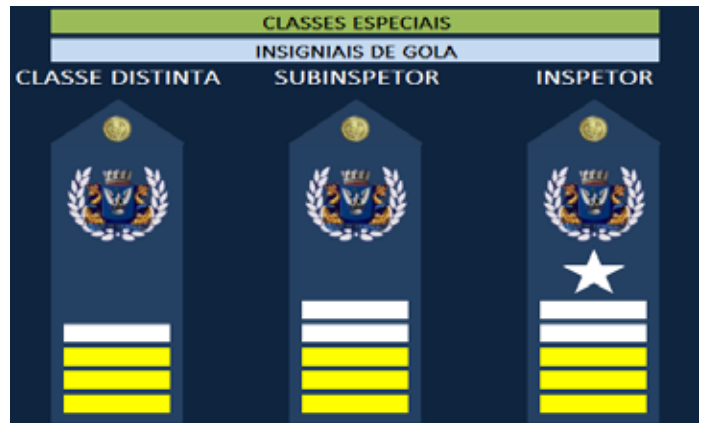 CLASSES ESPECIAIS
INSIGNIAIS DE GOLA
CLASSE DISTINTA SUBINSPETOR INSPETOR